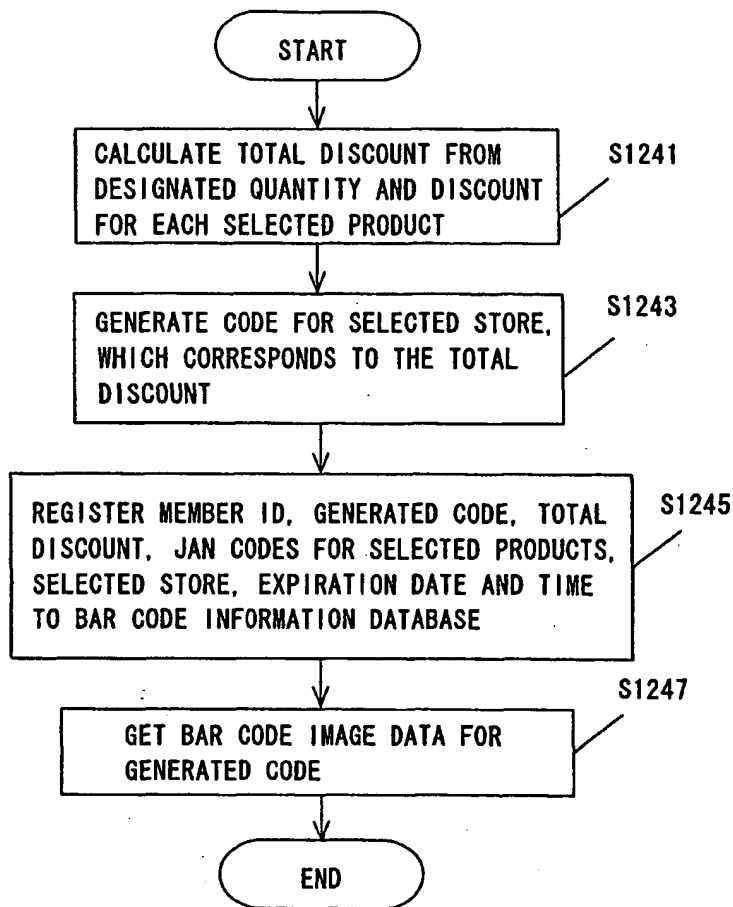 START
CALCULATE TOTAL DISCOUNT FROM
DESIGNATED QUANTITY AND DISCOUNT
FOR EACH SELECTED PRODUCT
S1241
GENERATE CODE FOR SELECTED STORE,
WHICH CORRESPONDS TO THE TOTAL
DISCOUNT
S1243
REGISTER MEMBER ID, GENERATED CODE, TOTAL
DISCOUNT, JAN CODES FOR SELECTED PRODUCTS,
SELECTED STORE, EXPIRATION DATE AND TIME
TO BAR CODE INFORMATION DATABASE
S1245
GET BAR CODE IMAGE DATA FOR
GENERATED CODE
S1247
END